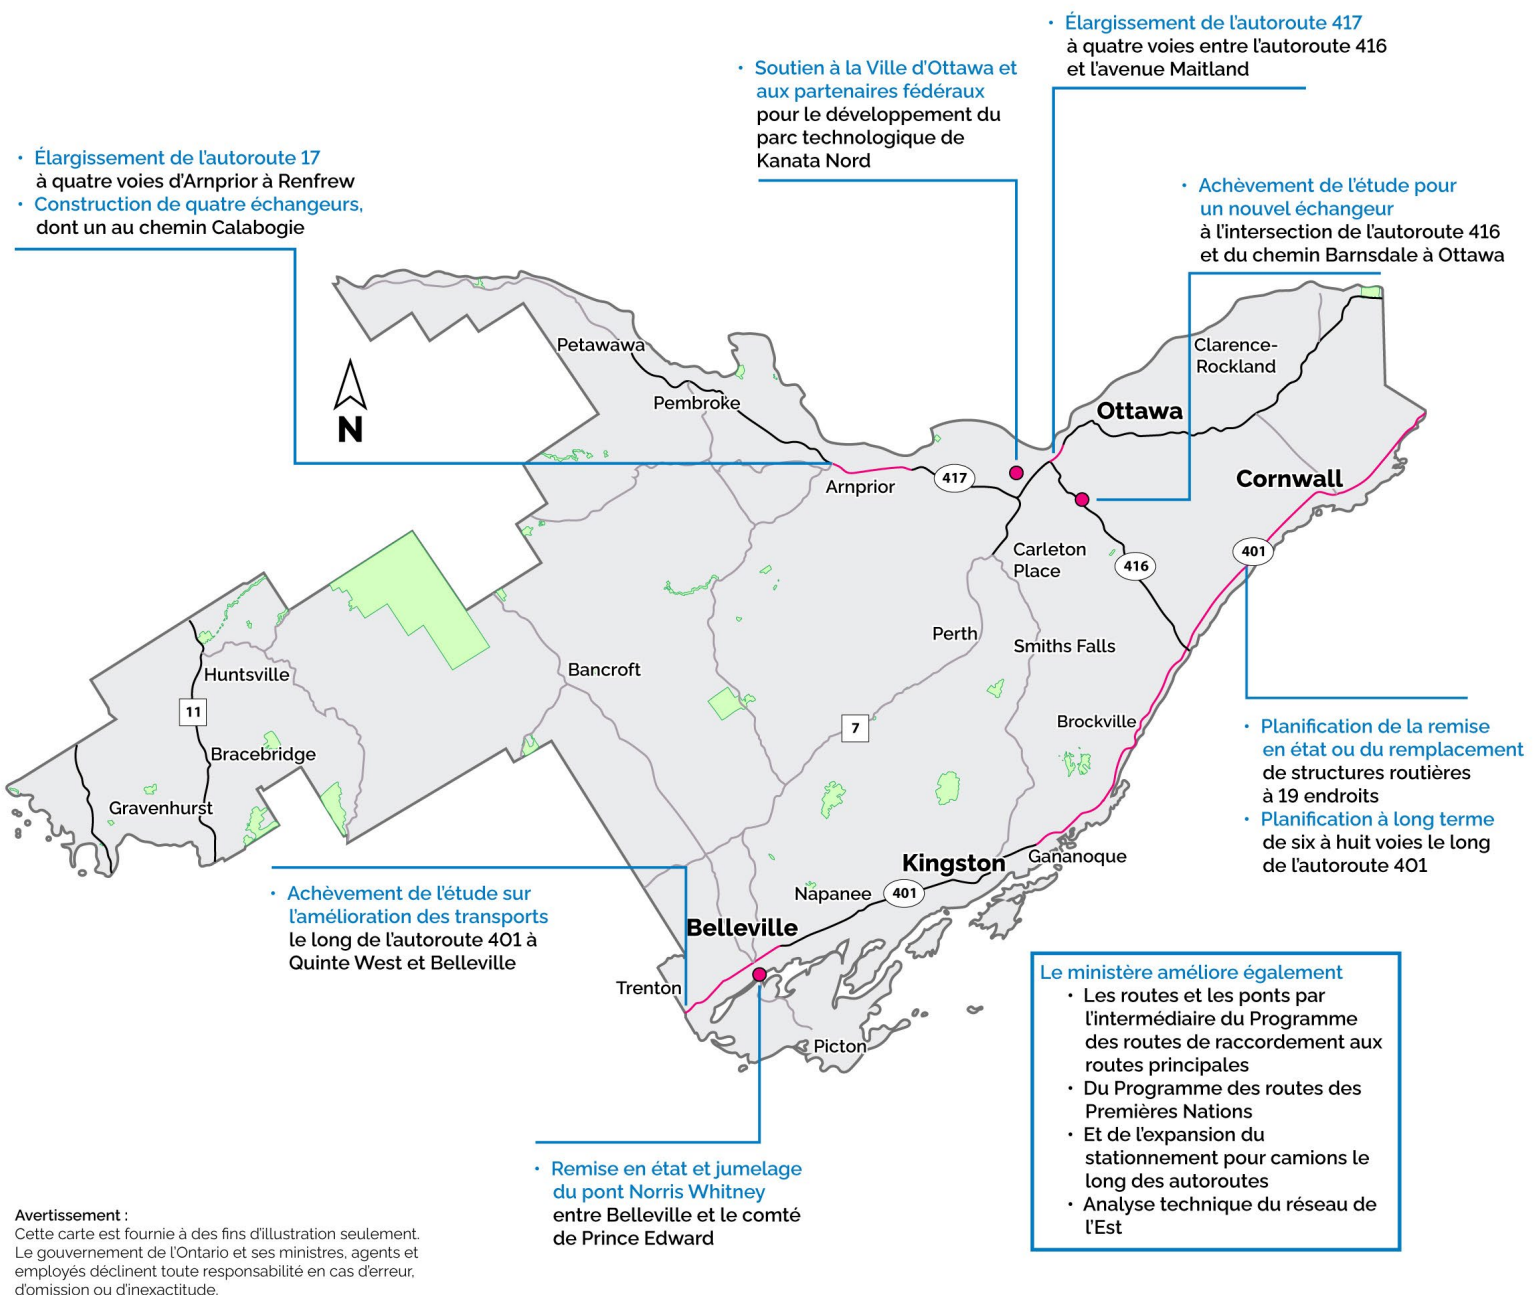 • Élargissement de l'autoroute 417
à quatre voies entre l'autoroute 416
et l'avenue Maitland
• Soutien à la Ville d'Ottawa et
aux partenaires fédéraux
pour le développement du
parc technologique de
Kanata Nord
• Élargissement de l'autoroute 17
à quatre voies d'Arnprior à Renfrew
• Construction de quatre échangeurs,
dont un au chemin Calabogie
• Achèvement de l'étude pour
un nouvel échangeur
à l'intersection de l'autoroute 416
et du chemin Barnsdale à Ottawa
Petawawa
Clarence-
Rockland
Pembroke
Ottawa
N
417
Arnprior
Cornwall
Carleton
Place
416
401
Perth
Smiths Falls
Huntsville
Bancroft
11
7
Brockville
Bracebridge
Gravenhurst
• Planification de la remise
en état ou du remplacement
de structures routières
à 19 endroits
• Planification à long terme
de six à huit voies le long
de l'autoroute 401
Kingston
Gananoque
Napanee
401
• Achèvement de l'étude sur
l'amélioration des transports
le long de l'autoroute 401 à
Quinte West et Belleville
Belleville
Trenton
Picton
Le ministère améliore également
• Les routes et les ponts par
l'intermédiaire du Programme
des routes de raccordement aux
routes principales
• Du Programme des routes des
Premières Nations
• Et de l'expansion du
stationnement pour camions le
long des autoroutes
• Analyse technique du réseau de
l'Est
• Remise en état et jumelage
du pont Norris Whitney
entre Belleville et le comté
de Prince Edward
Avertissement :
Cette carte est fournie à des fins d'illustration seulement.
Le gouvernement de l'Ontario et ses ministres, agents et
employés déclinent toute responsabilité en cas d'erreur,
d'omission ou d'inexactitude.